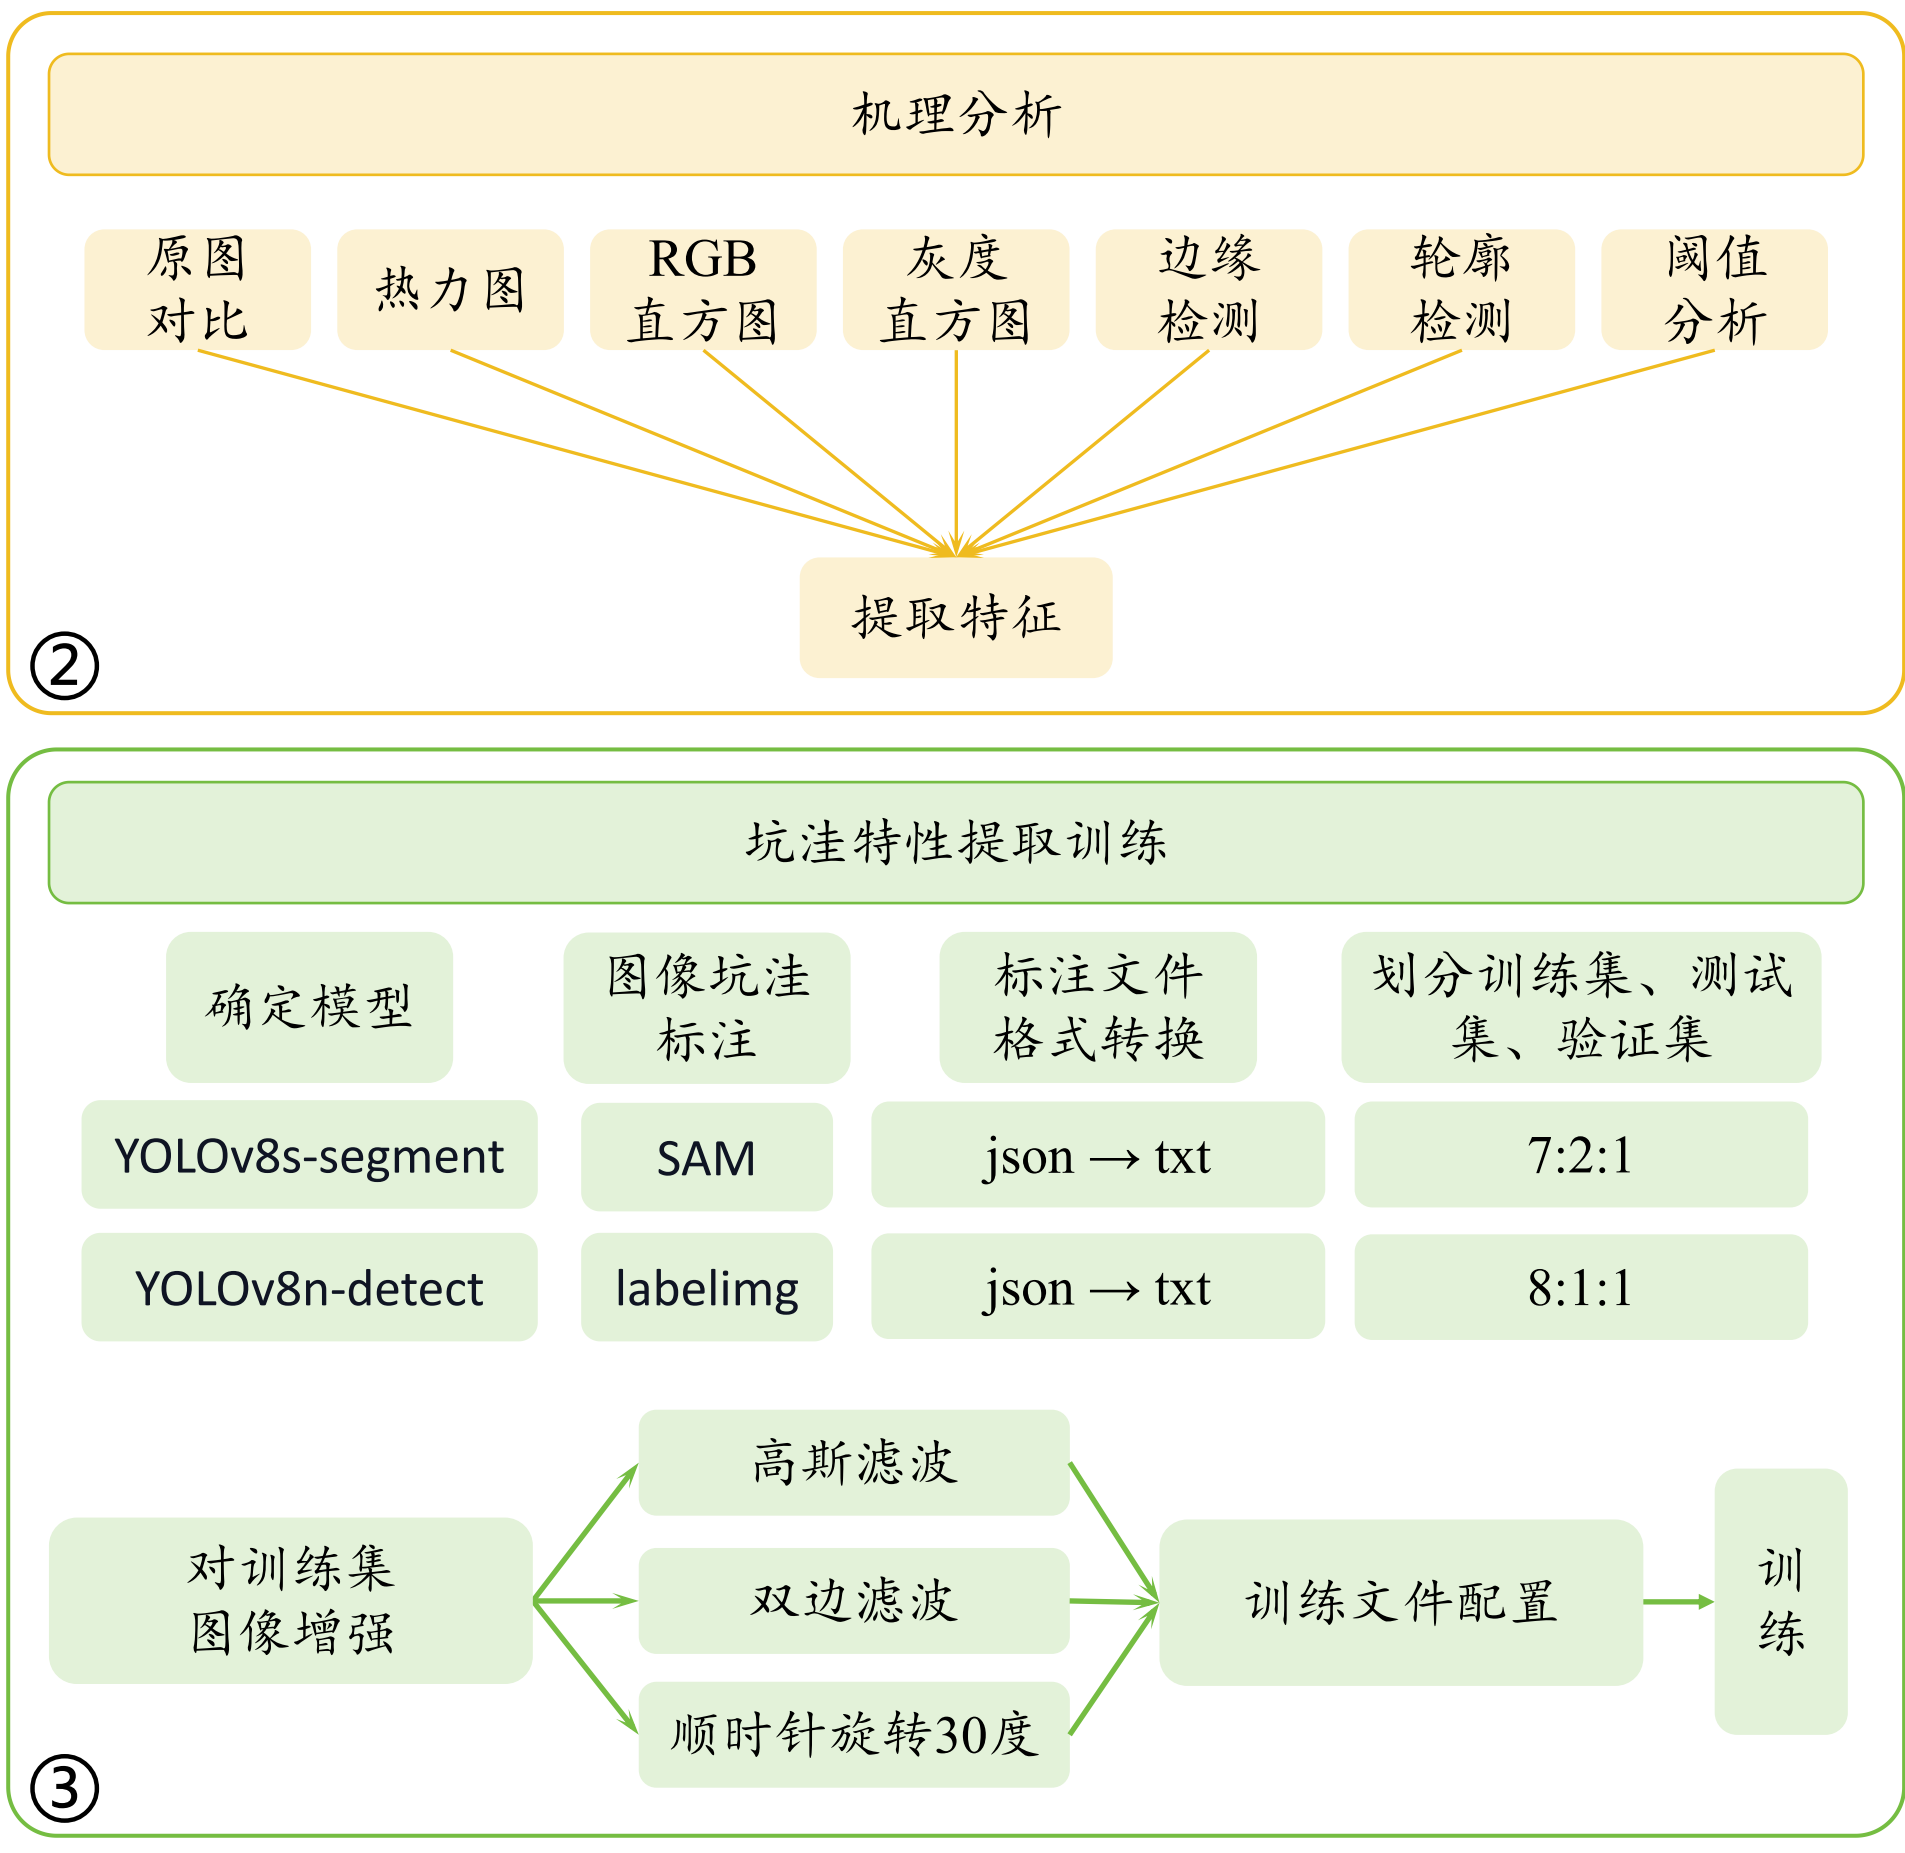 机理分析
原图
对比
热力图
RGB
直方图
灰度
直方图
边缘
检测
轮廓
检测
阈值
分析
提取特征
②
坑洼特性提取训练
确定模型
图像坑洼
标注
标注文件
格式转换
划分训练集、测试
集、验证集
YOLOv8s-segment
SAM
json → txt
7:2:1
YOLOv8n-detect
labelimg
json → txt
8:1:1
对训练集
图像增强
高斯滤波
双边滤波
顺时针旋转30度
训练文件配置
训
练
③